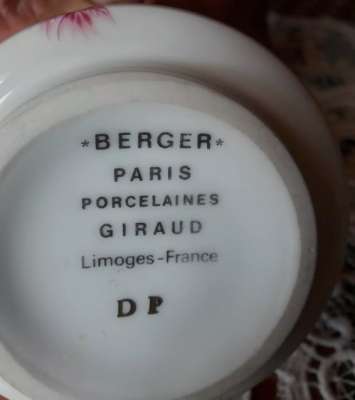 *BERGER*
PARIS
PORCELAINES
GIRAUD
Limoges-France
DP